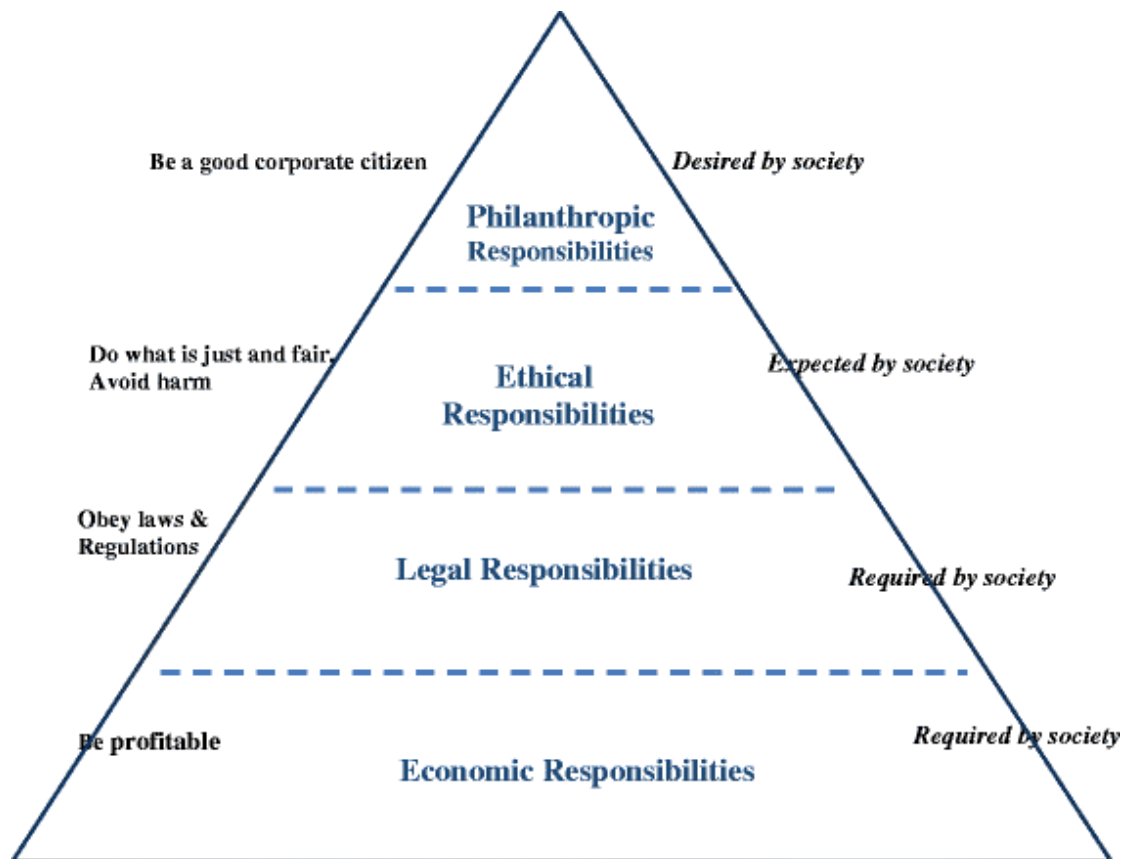 Be a good corporate citizen
Desired by society
Philanthropic
Responsibilities
Do what is just and fair.
Avoid harm
Expected by society
Ethical
Responsibilities
Obey laws &
Regulations
Legal Responsibilities
Required by society
Be profitable
Required by society
Economic Responsibilities